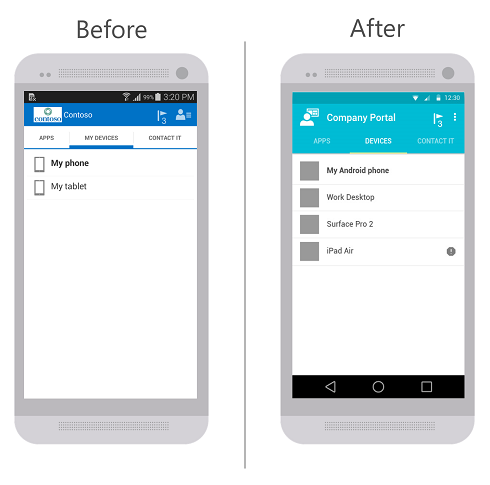 Before
After
99% 3:20 PM
contoso
Contoso
3
APPS
MY DEVICES
CONTACT IT
My phone
My tablet
12:30
Company Portal
3
APPS
DEVICES
CONTACT IT
My Android phone
Work Desktop
Surface Pro 2
iPad Air